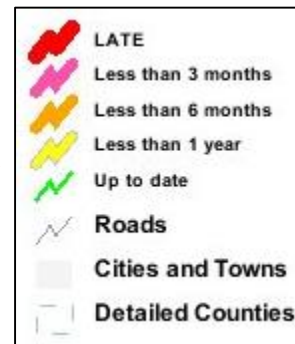 LATE
Less than 3 months
Less than 6 months
Less than 1 year
Up to date
Roads
Cities and Towns
Detailed Counties